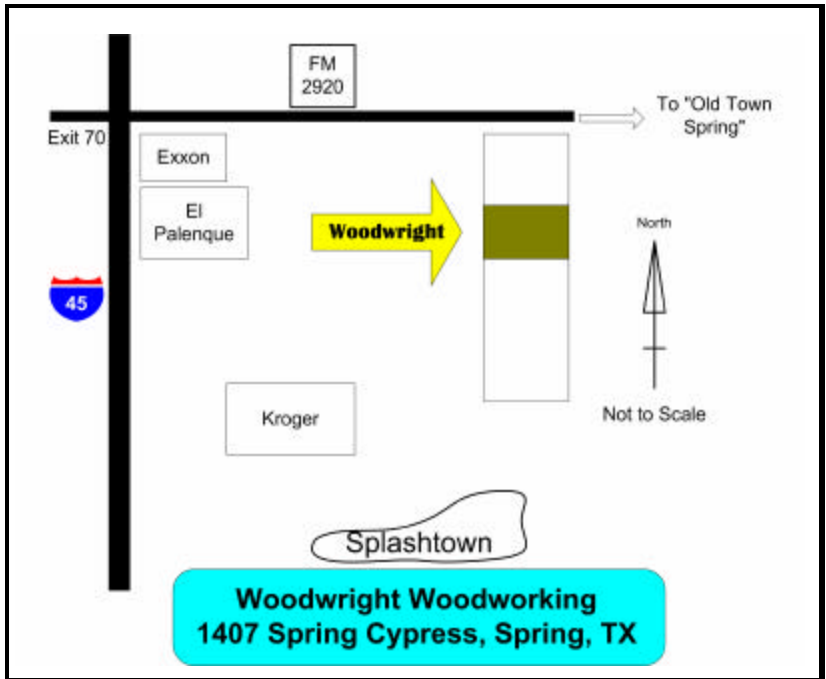 FM
2920
To "Old Town
Spring"
Exit 70
Exxon
El
Palenque
Woodwright
North
45
Kroger
Not to Scale
Splashtown
Woodwright Woodworking
1407 Spring Cypress, Spring, TX